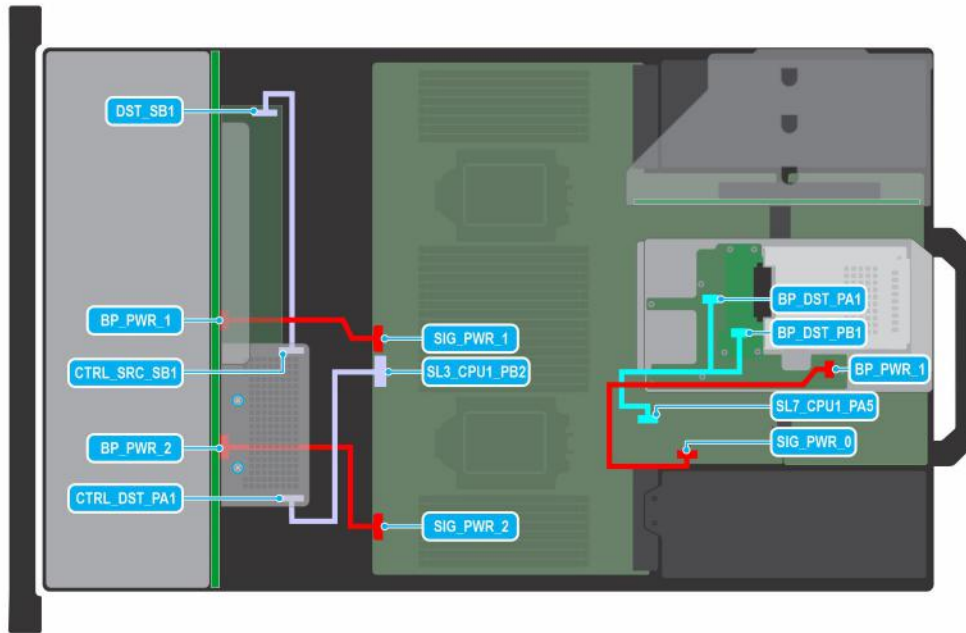 DST_SB1
BP_PWR_1
CTRL_SRC_SB1
BP_PWR_2
CTRL_DST_PA1
SIG_PWR_1
SL3_CPU1_PB2
SIG_PWR_2
BP_DST_PA1
BP_DST_PB1
BP_PWR_1
SL7_CPU1_PA5
SIG_PWR_0